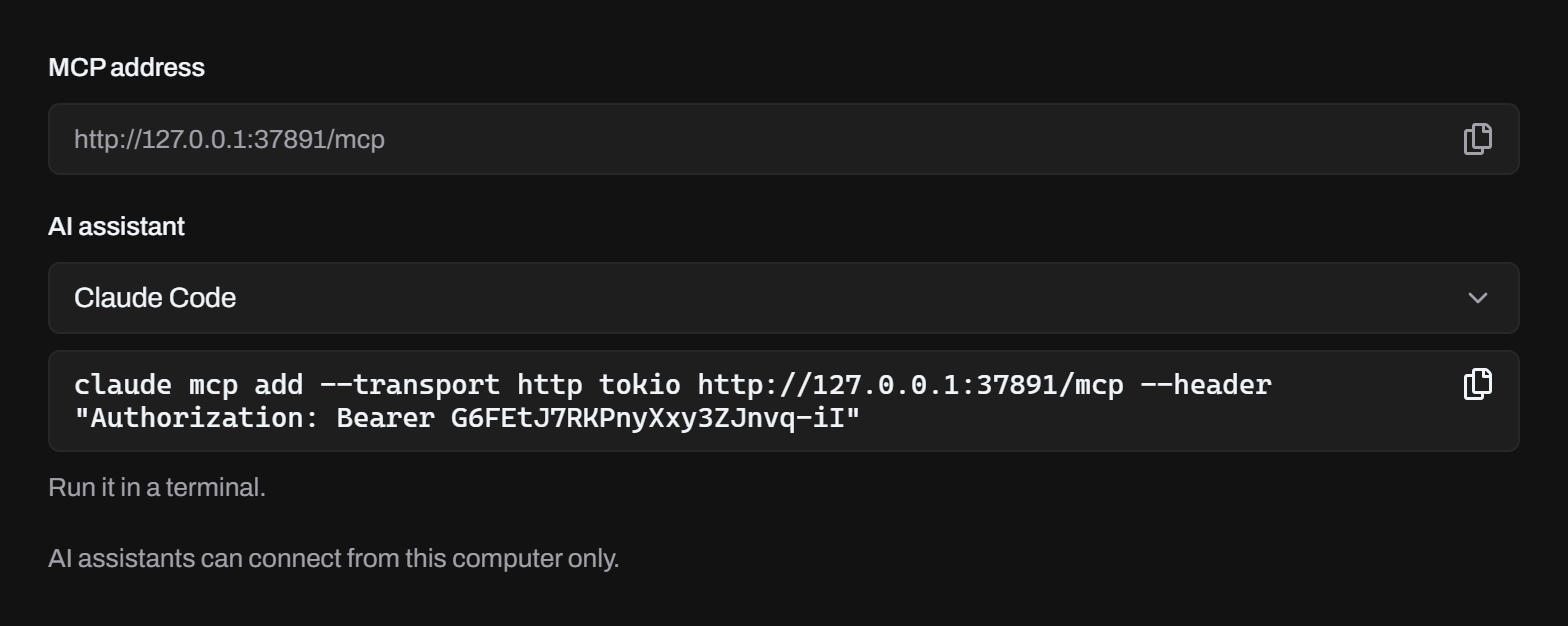 MCP address
http://127.0.0.1:37891/mcp
AI assistant
Claude Code
claude mcp add --transport http tokio http://127.0.0.1:37891/mcp --header
"Authorization: Bearer G6FEtJ7RKPnyXxy3ZJnvq-iI"
Run it in a terminal.
AI assistants can connect from this computer only.